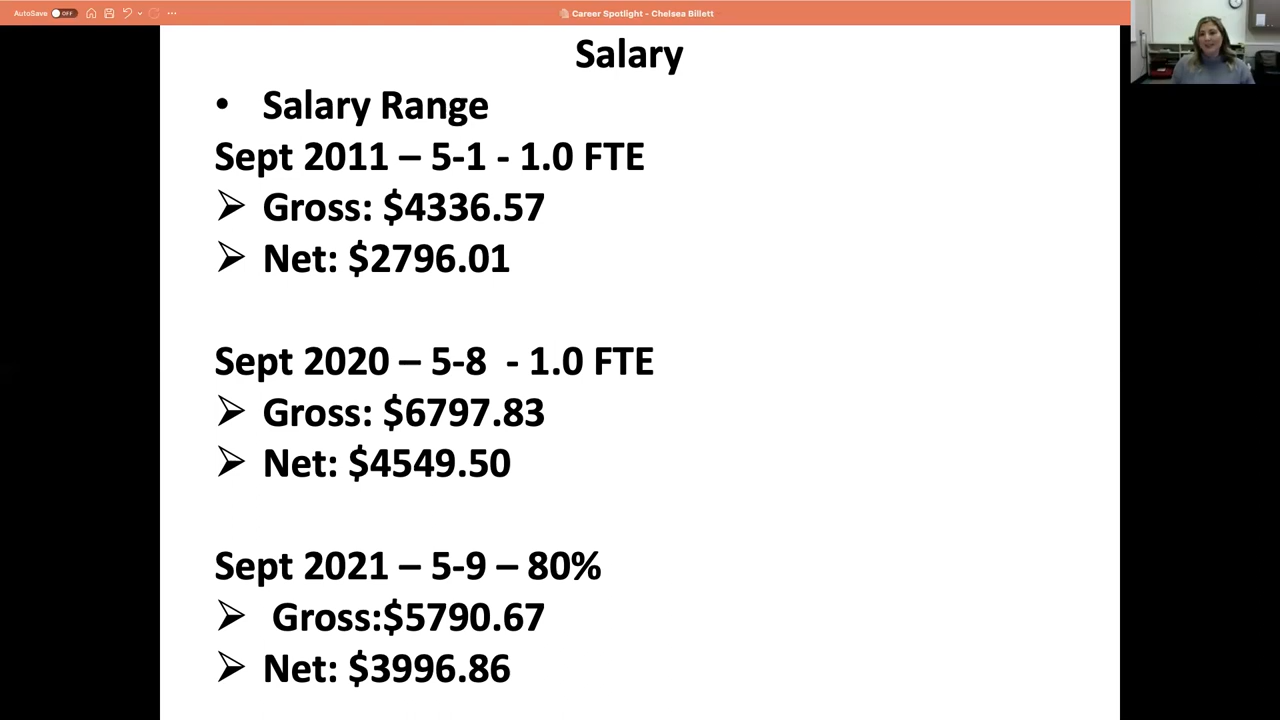 AutoSave OFF
Career Spotlight - Chelsea Billett
Salary
• Salary Range
Sept 2011 – 5-1 - 1.0 FTE
➢ Gross: $4336.57
➢ Net: $2796.01
Sept 2020 – 5-8 - 1.0 FTE
➢ Gross: $6797.83
➢ Net: $4549.50
Sept 2021 – 5-9 – 80%
➢ Gross:$5790.67
➢ Net: $3996.86